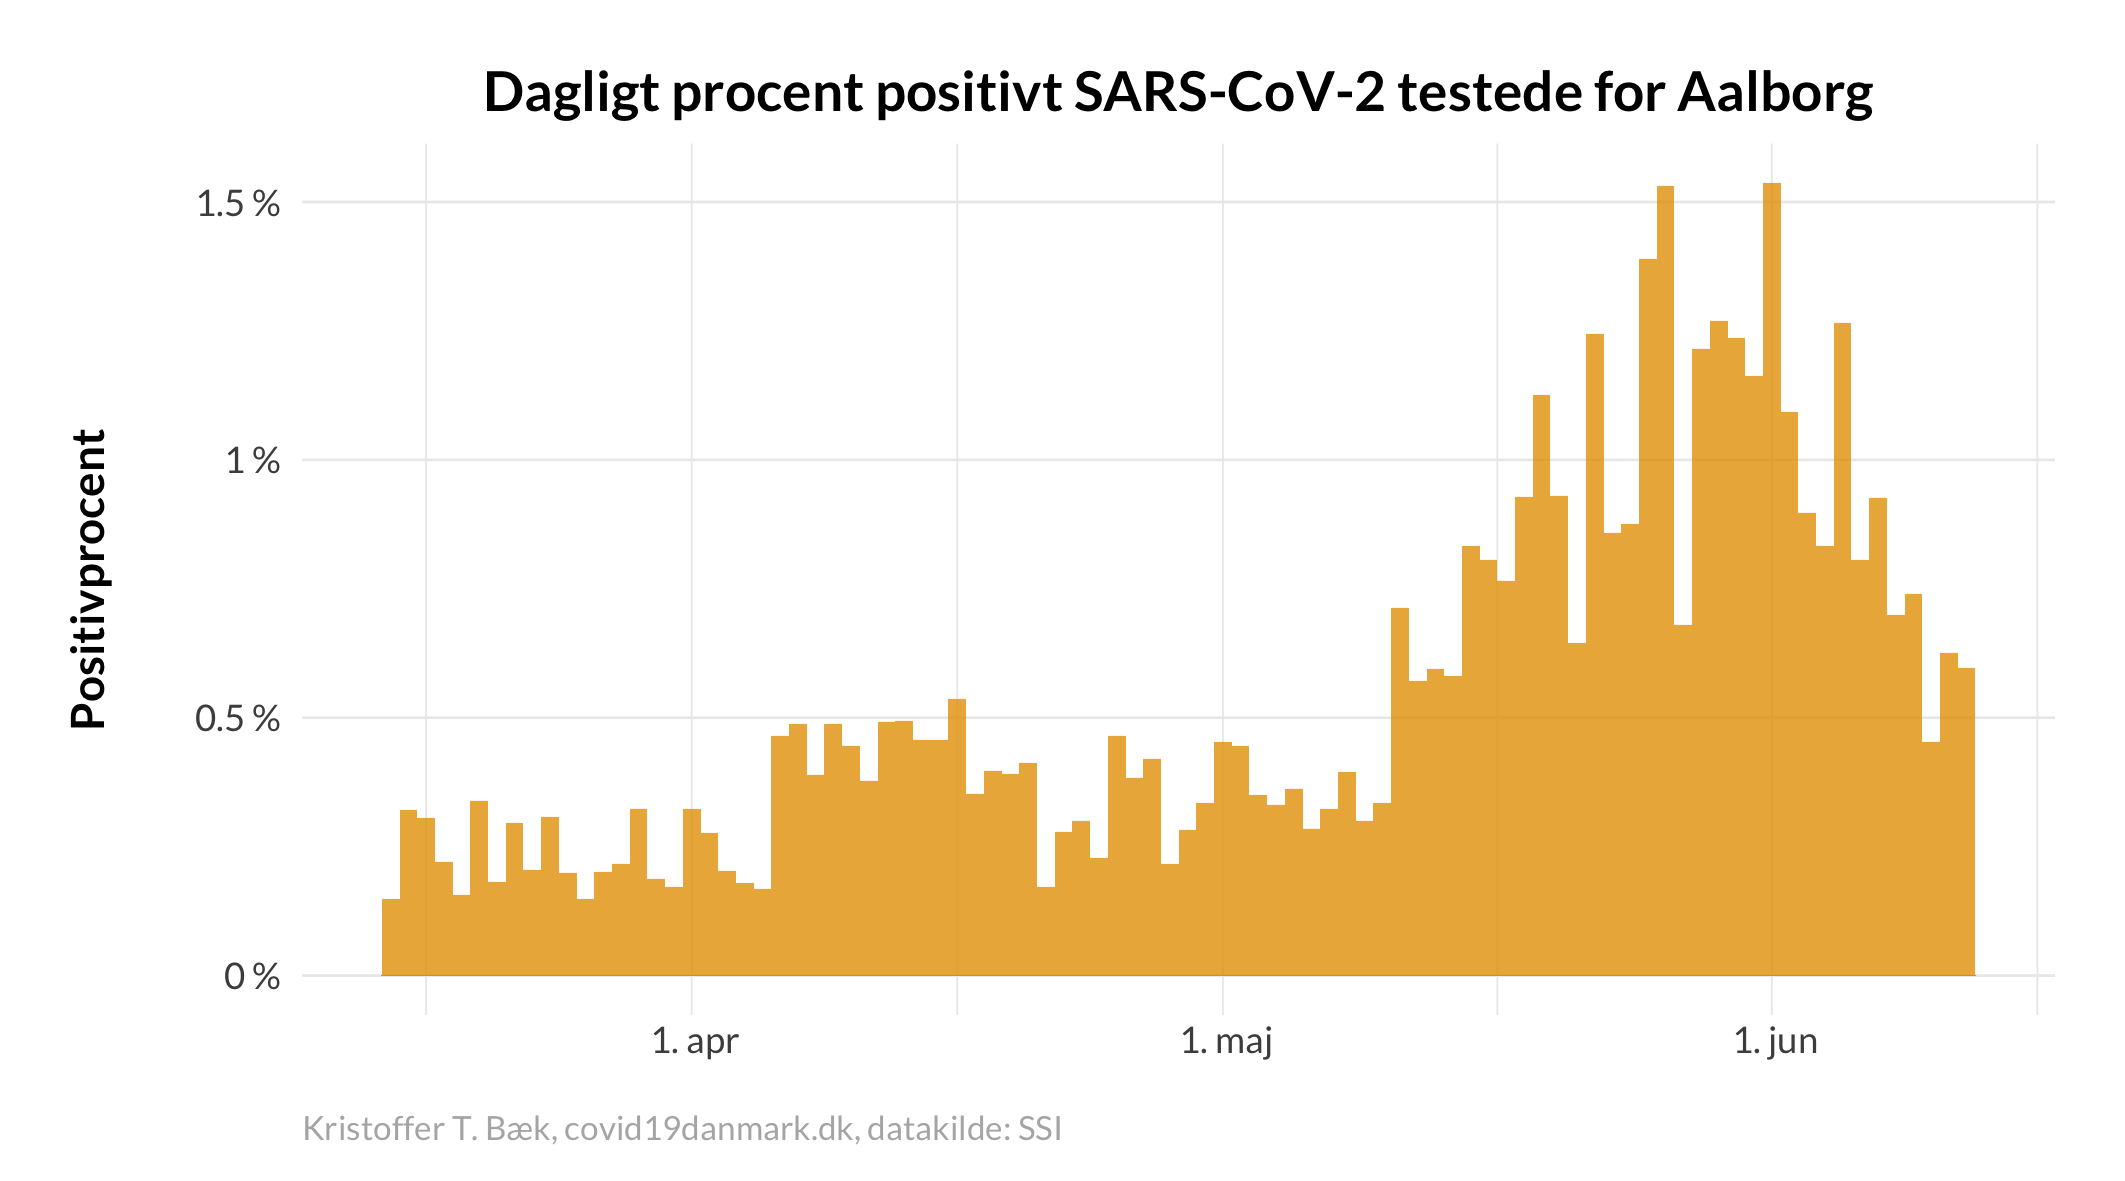 Dagligt procent positivt SARS-CoV-2 testede for Aalborg
Positivprocent
1.5 %
1 %
0.5 %
0 %
1. apr
1. maj
1. jun
Kristoffer T. Bæk, covid19danmark.dk, datakilde: SSI